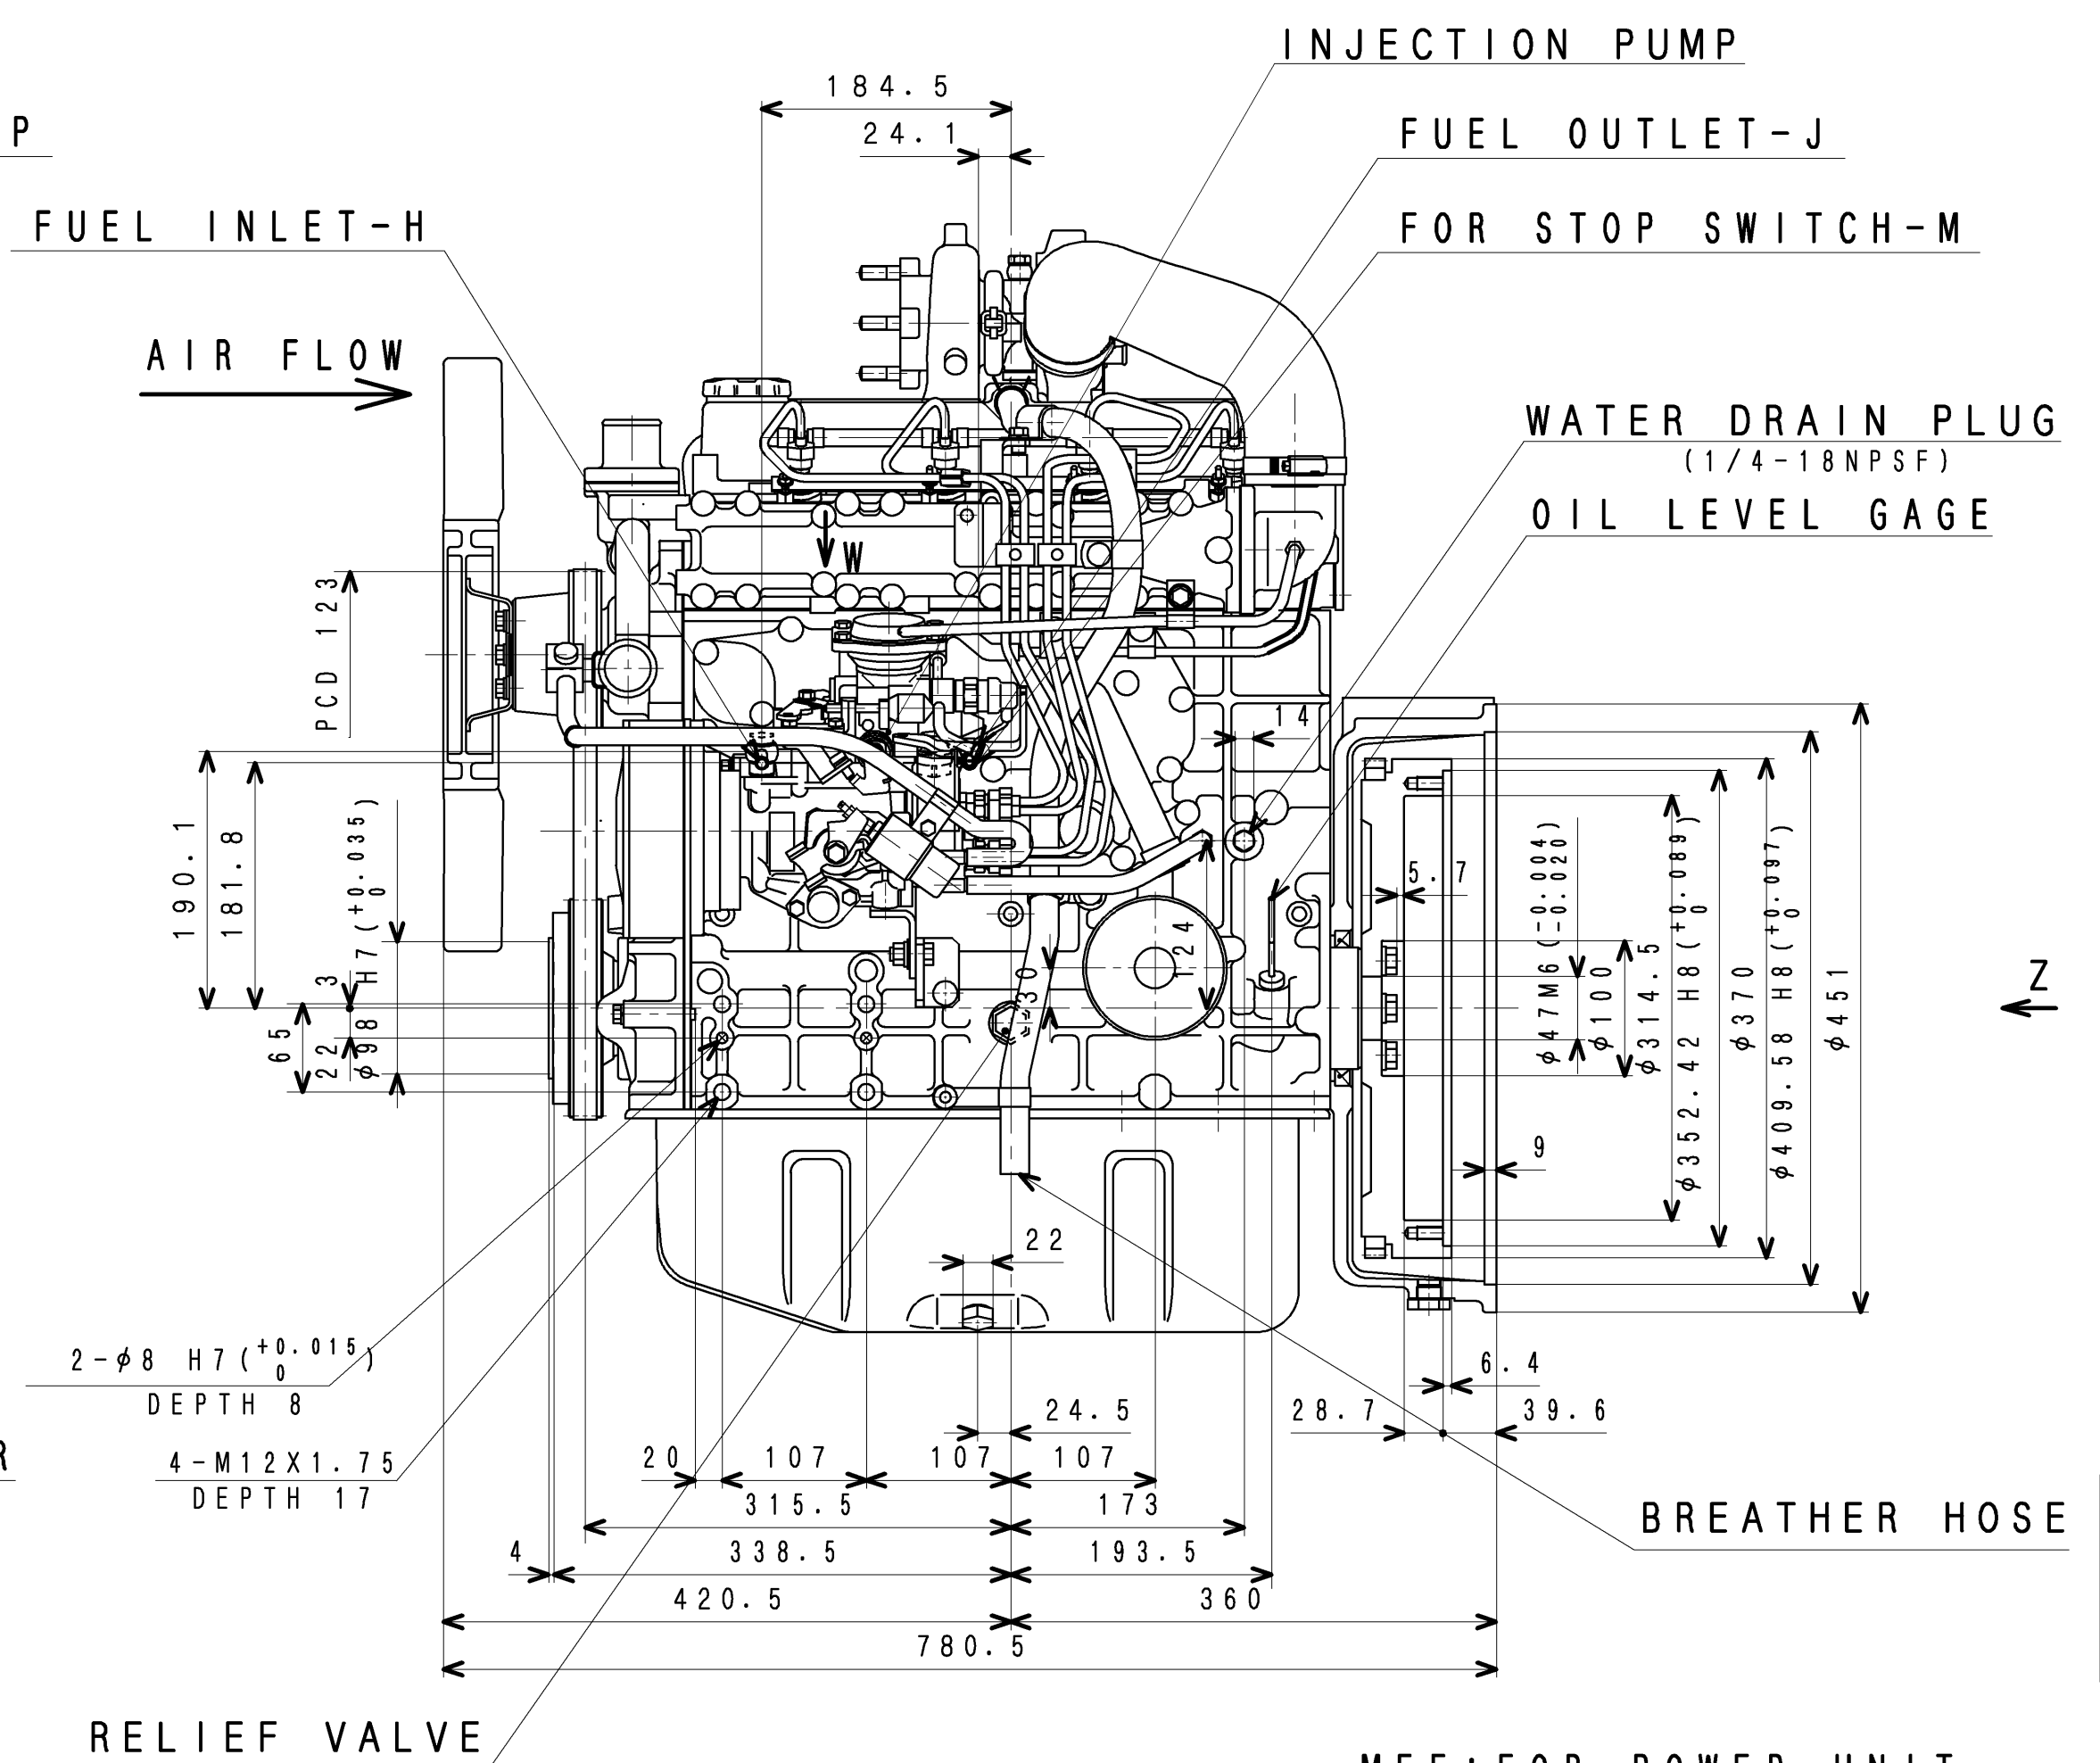 INJECTION PUMP
184.5
P
FUEL OUTLET-J
24.1
FUEL INLET-H
FOR STOP SWITCH-M
AIR FLOW
WATER DRAIN PLUG
(1/4-18NPSF)
OIL LEVEL GAGE
W
PCD 123
14
190.1
181.8
φ98 H7(+0.035 0)
3
22
65
5.7
124
30
φ47M6(-0.004 -0.020)
φ100
φ314.5
φ352.42 H8(+0.089 0)
φ370
φ409.58 H8(+0.097 0)
φ451
Z
9
22
2-φ8 H7(+0.015 0)
DEPTH 8
6.4
24.5
28.7
39.6
4-M12X1.75
DEPTH 17
R
20
107
107
107
315.5
173
BREATHER HOSE
4
338.5
193.5
420.5
360
780.5
RELIEF VALVE